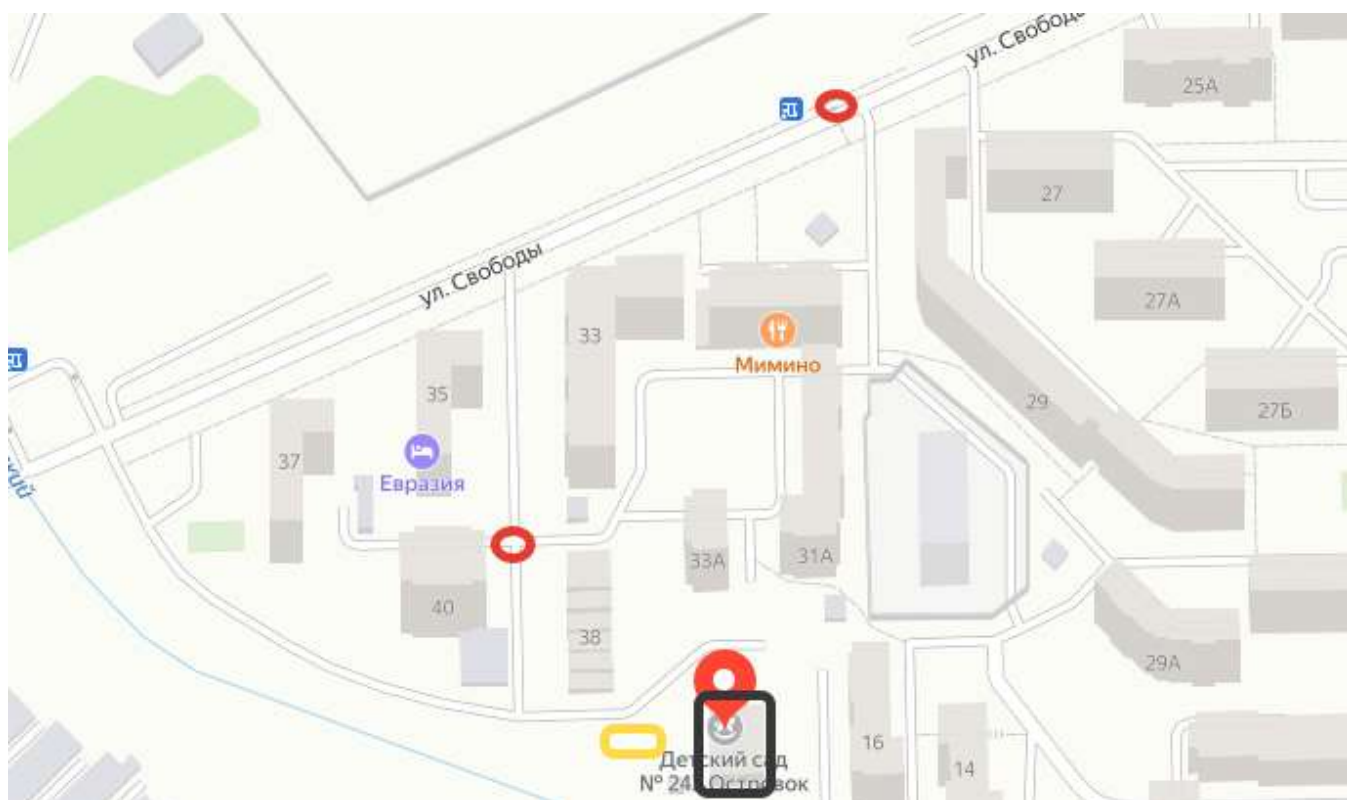 ул. Свободы
25А
27
ул. Свободы
27А
33
Мимино
35
29
27Б
37
Евразия
33А
31А
40
38
29А
16
Детский сад
14